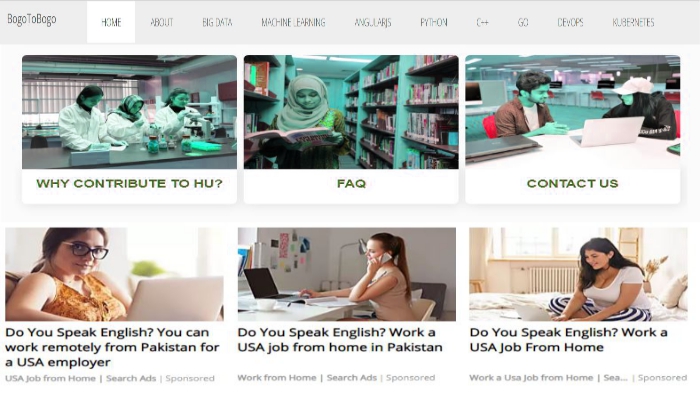 BogoToBogo
HOME ABOUT BIG DATA MACHINE LEARNING ANGULARJS PYTHON C++ GO DEVOPS KUBERNETES
WHY CONTRIBUTE TO HU? FAQ CONTACT US
Do You Speak English? You can
work remotely from Pakistan for
a USA employer
USA Job from Home | Search Ads | Sponsored
Do You Speak English? Work a
USA job from home in Pakistan
Work from Home | Search Ads | Sponsored
Do You Speak English? Work a
USA Job From Home
Work a Usa Job from Home | Sea... | Sponsored